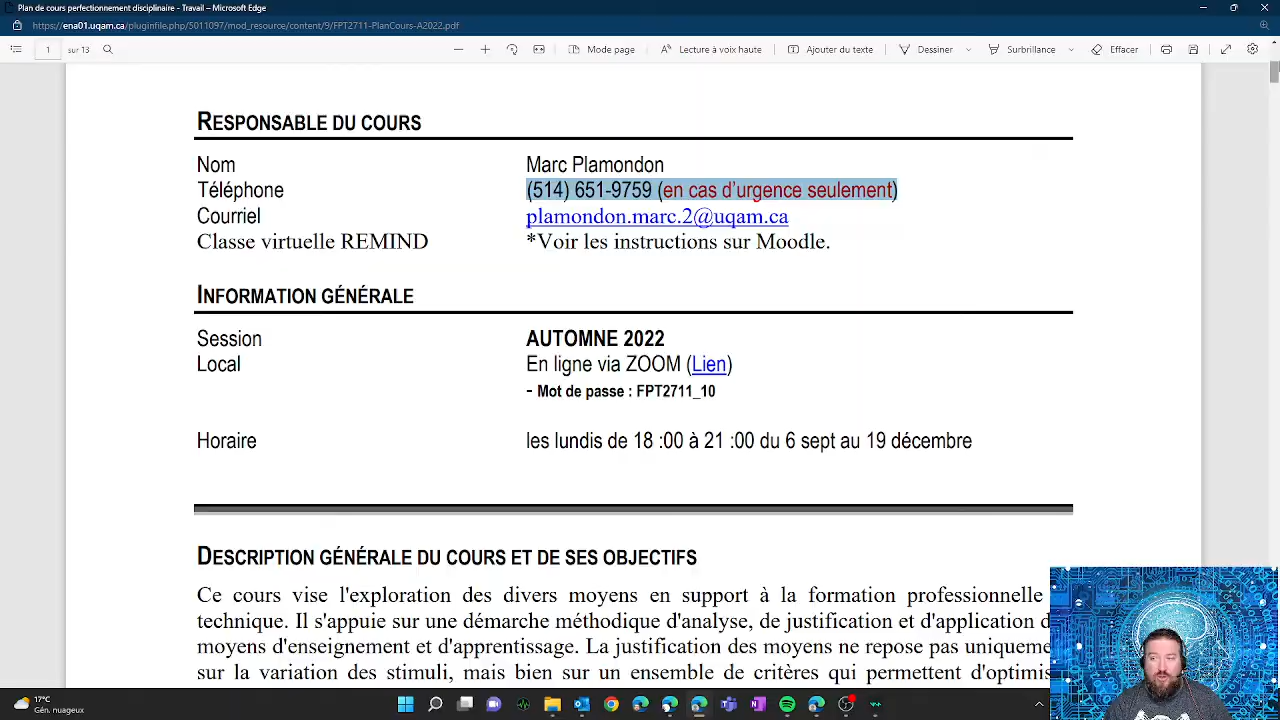 Plan de cours perfectionnement disciplinaire - Travail – Microsoft Edge
https://ena01.uqam.ca/pluginfile.php/5011097/mod_resource/content/9/FPT2711-PlanCours-A2022.pdf
1 sur 13 Mode page Lecture à voix haute Ajouter du texte Dessiner Surbrillance Effacer
RESPONSABLE DU COURS
Nom Marc Plamondon
Téléphone (514) 651-9759 (en cas d’urgence seulement)
Courriel plamondon.marc.2@uqam.ca
Classe virtuelle REMIND *Voir les instructions sur Moodle.
INFORMATION GÉNÉRALE
Session AUTOMNE 2022
Local En ligne via ZOOM (Lien)
- Mot de passe : FPT2711_10
Horaire les lundis de 18 :00 à 21 :00 du 6 sept au 19 décembre
DESCRIPTION GÉNÉRALE DU COURS ET DE SES OBJECTIFS
Ce cours vise l'exploration des divers moyens en support à la formation professionnelle
technique. Il s'appuie sur une démarche méthodique d'analyse, de justification et d'application d
moyens d'enseignement et d'apprentissage. La justification des moyens ne repose pas uniqueme
sur la variation des stimuli, mais bien sur un ensemble de critères qui permettent d'optimis
17°C
Gén. nuageux